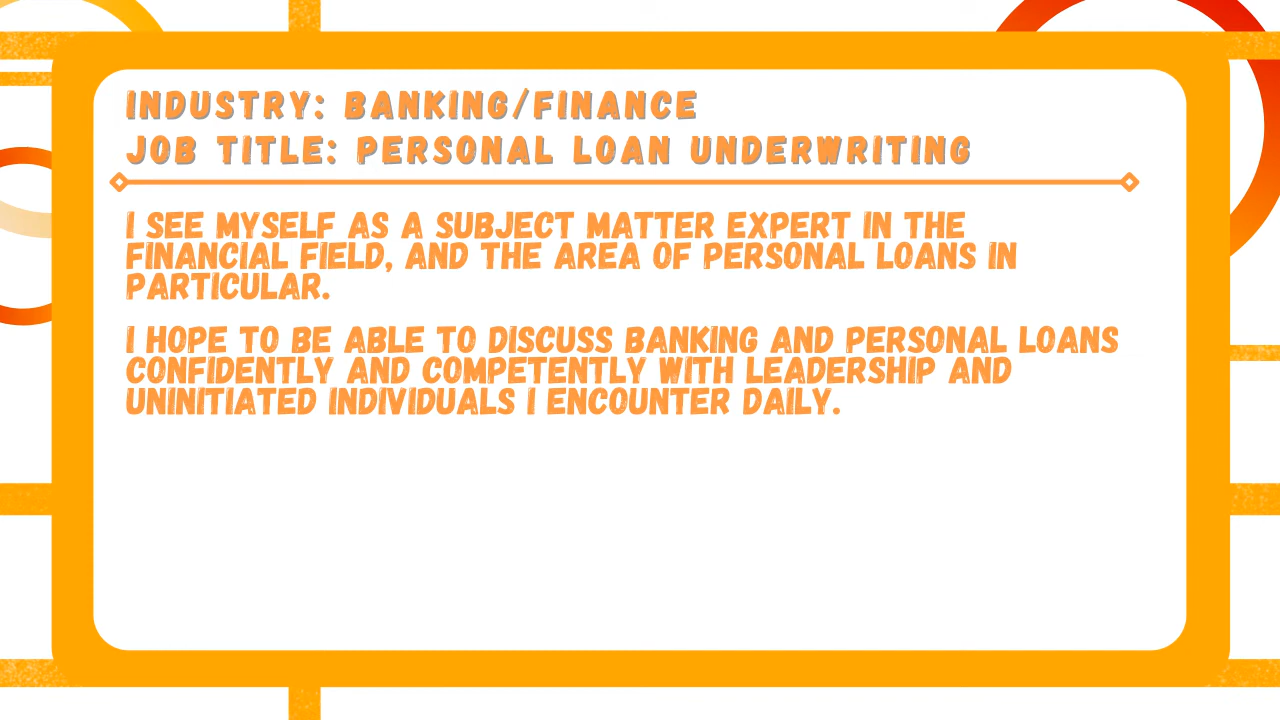 INDUSTRY: BANKING/FINANCE
JOB TITLE: PERSONAL LOAN UNDERWRITING
I SEE MYSELF AS A SUBJECT MATTER EXPERT IN THE
FINANCIAL FIELD, AND THE AREA OF PERSONAL LOANS IN
PARTICULAR.
I HOPE TO BE ABLE TO DISCUSS BANKING AND PERSONAL LOANS
CONFIDENTLY AND COMPETENTLY WITH LEADERSHIP AND
UNINITIATED INDIVIDUALS I ENCOUNTER DAILY.